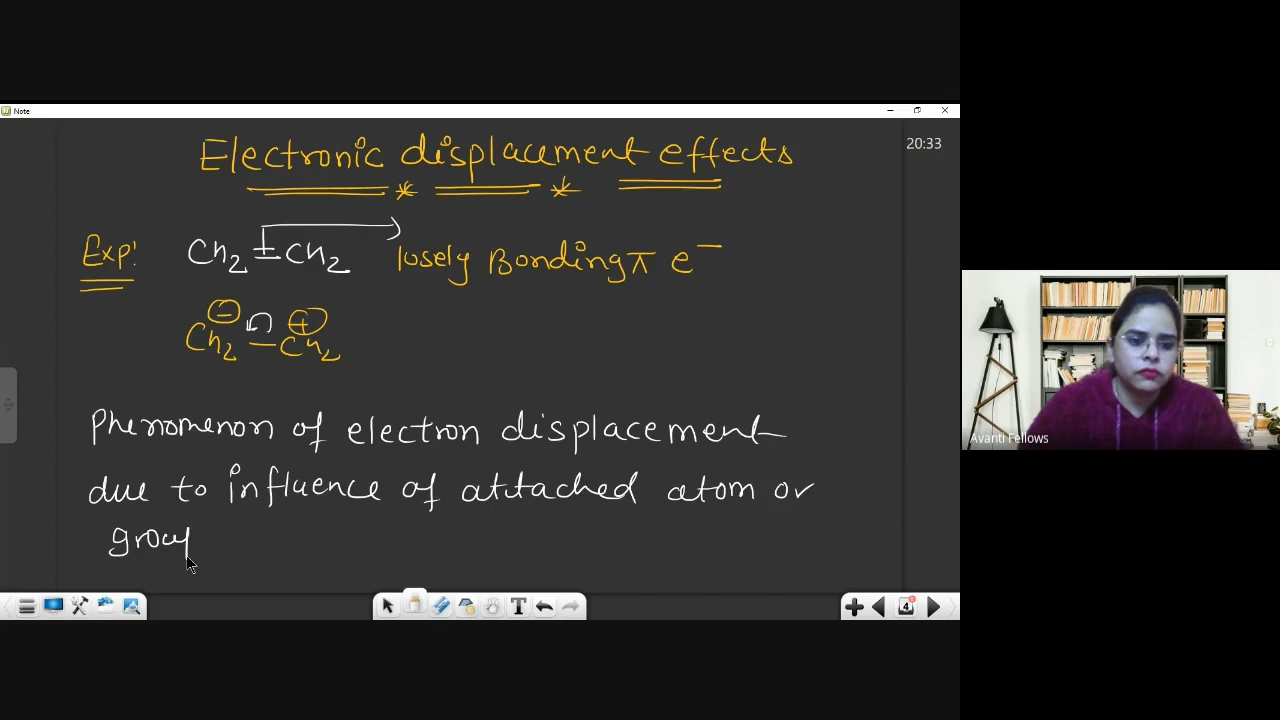 Note
20:33
Electronic displacement effects
Exp:
CH2 = CH2
losely Bonding π e−
CH2 − CH2
− +
Phenomenon of electron displacement
due to influence of attached atom or
group
Avanti Fellows
T
4